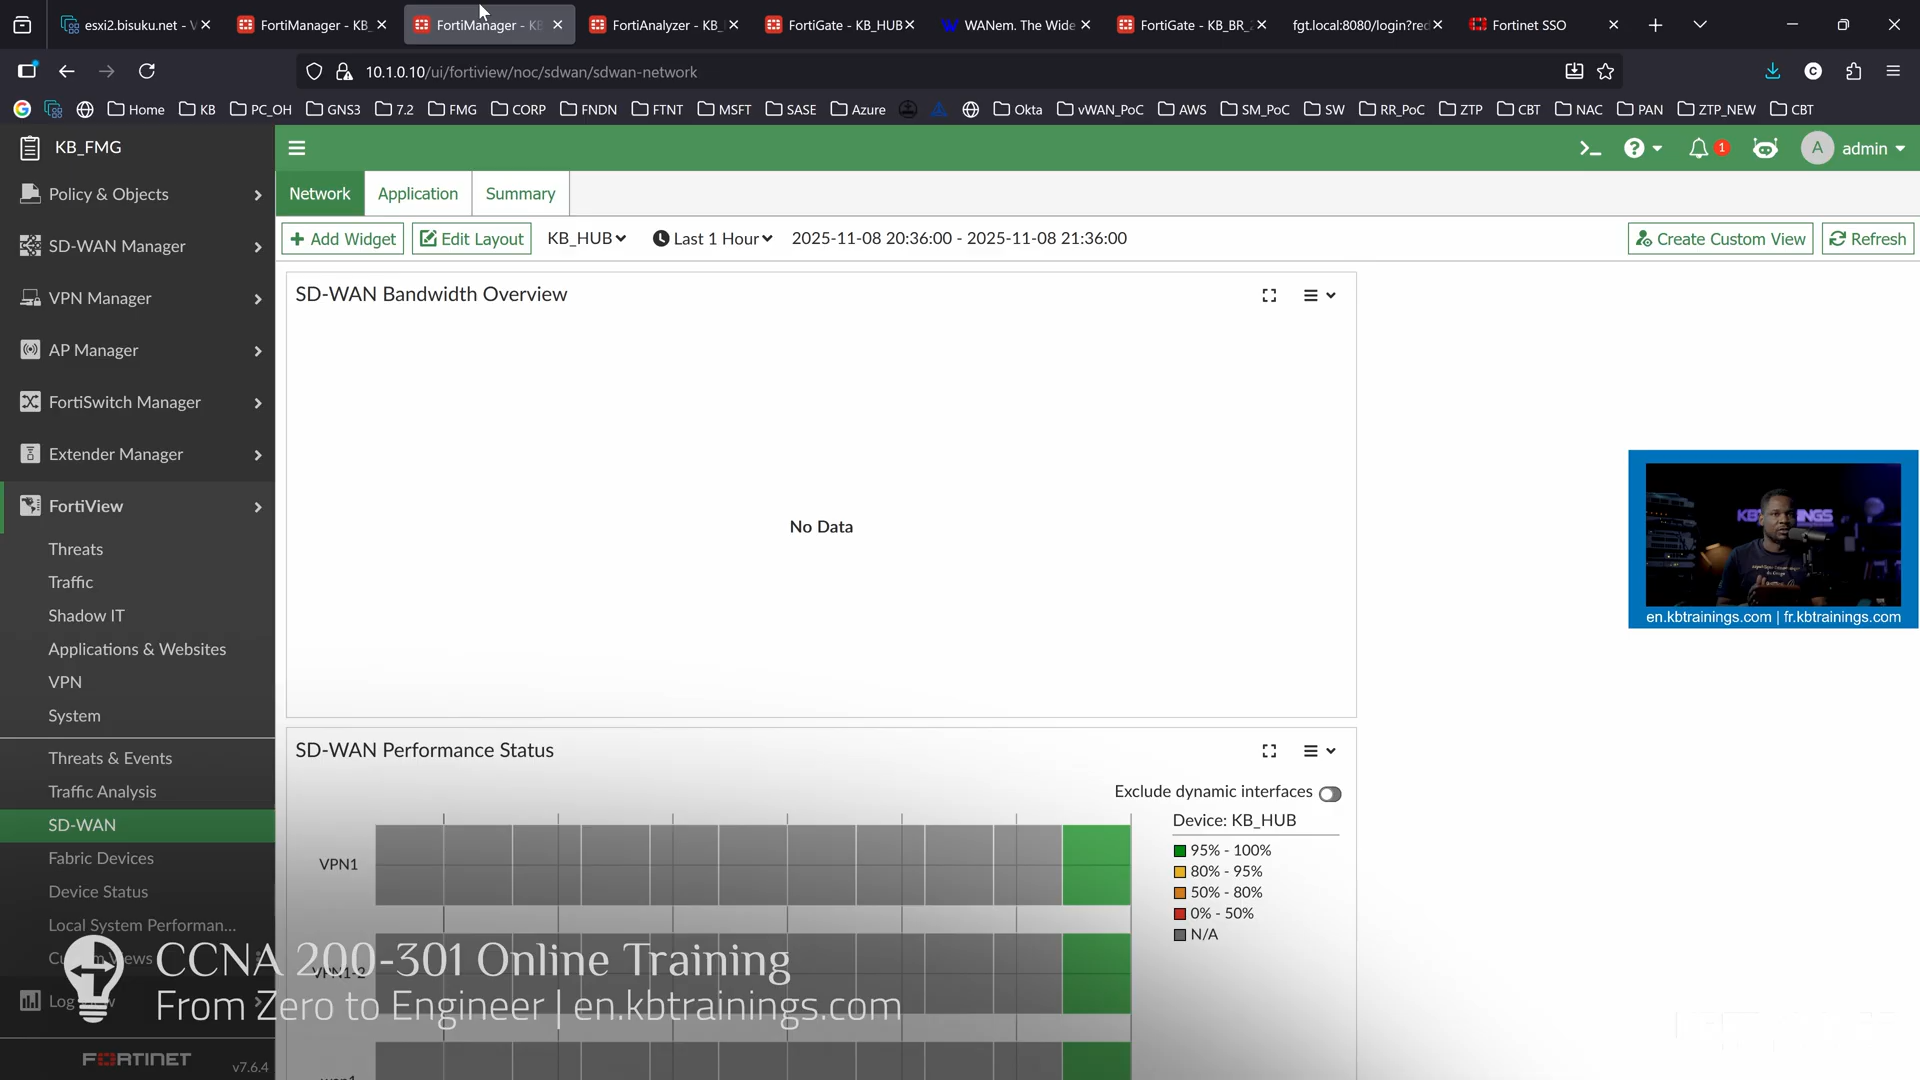 esxi2.bisuku.net - V
FortiManager - KB_
FortiManager - KB
FortiAnalyzer - KB_
FortiGate - KB_HUB
WANem. The Wide
FortiGate - KB_BR_
fgt.local:8080/login?red
Fortinet SSO
10.1.0.10/ui/fortiview/noc/sdwan/sdwan-network
Home KB PC_OH GNS3 7.2 FMG CORP FNDN FTNT MSFT SASE Azure Okta vWAN_PoC AWS SM_PoC SW RR_PoC ZTP CBT NAC PAN ZTP_NEW CBT
KB_FMG
1
A
admin
Policy & Objects
SD-WAN Manager
VPN Manager
AP Manager
FortiSwitch Manager
Extender Manager
FortiView
Threats
Traffic
Shadow IT
Applications & Websites
VPN
System
Threats & Events
Traffic Analysis
SD-WAN
Fabric Devices
Device Status
Local System Performan...
FORTINET
v7.6.4
Network Application Summary
+ Add Widget Edit Layout KB_HUB Last 1 Hour 2025-11-08 20:36:00 - 2025-11-08 21:36:00 Create Custom View Refresh
SD-WAN Bandwidth Overview
No Data
SD-WAN Performance Status
Exclude dynamic interfaces
Device: KB_HUB
95% - 100%
80% - 95%
50% - 80%
0% - 50%
N/A
VPN1
VPN1-2
en.kbtrainings.com | fr.kbtrainings.com
CCNA 200-301 Online Training
From Zero to Engineer | en.kbtrainings.com